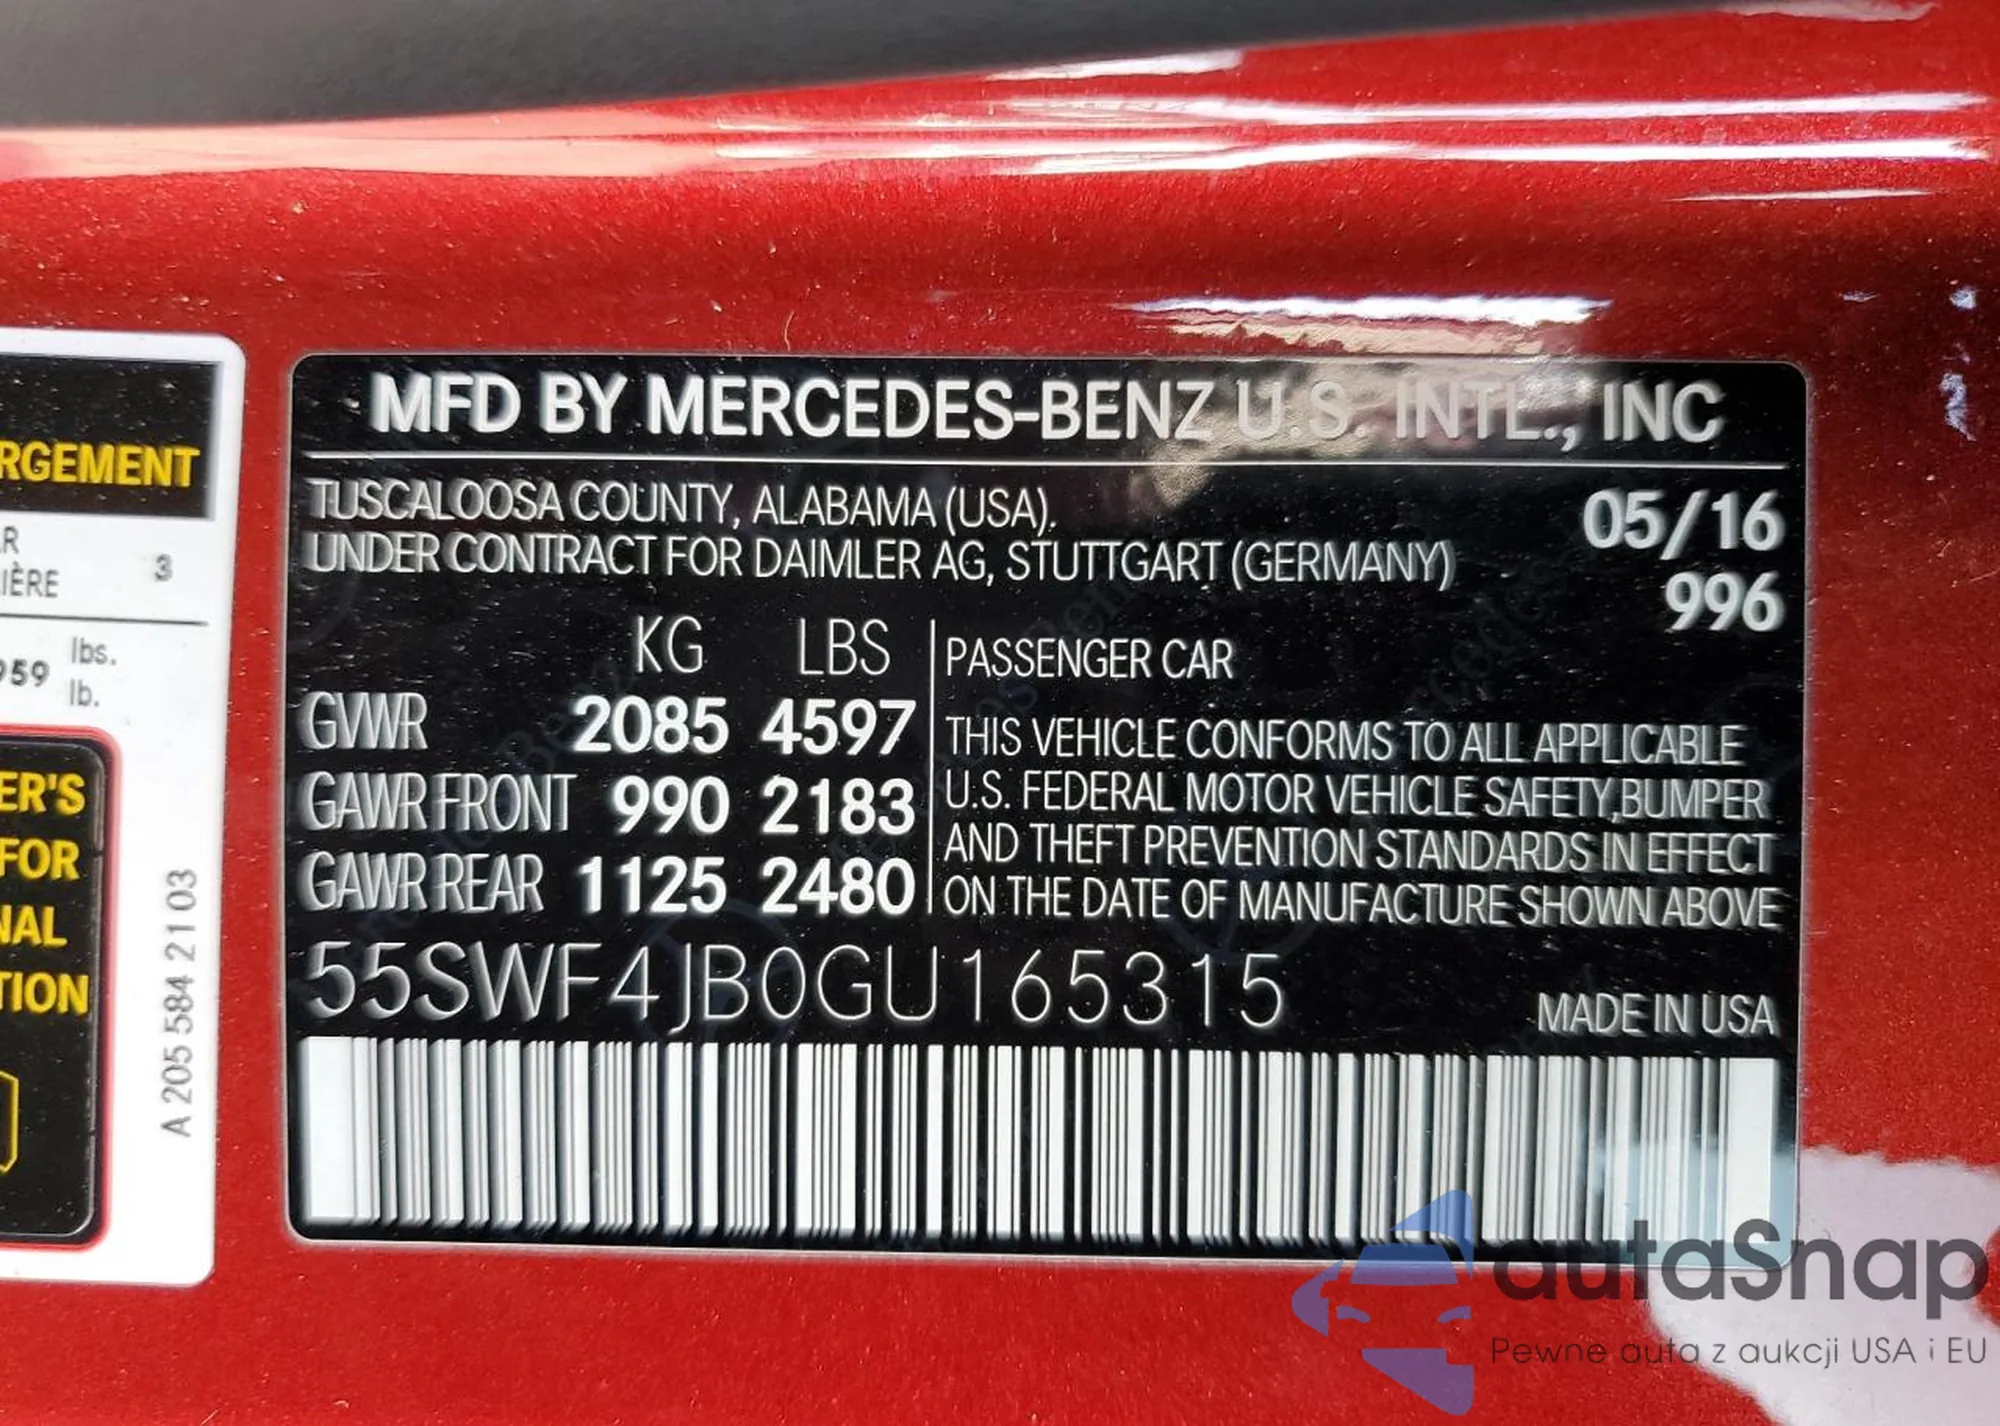 RGEMENT
R
IÈRE 3
959 lbs.
lb.
ER'S
FOR
NAL
TION
A 205 584 21 03
MFD BY MERCEDES-BENZ U.S. INTL., INC
TUSCALOOSA COUNTY, ALABAMA (USA).
UNDER CONTRACT FOR DAIMLER AG, STUTTGART (GERMANY)
05/16
996
KG LBS
GVWR 2085 4597
GAWR FRONT 990 2183
GAWR REAR 1125 2480
PASSENGER CAR
THIS VEHICLE CONFORMS TO ALL APPLICABLE
U.S. FEDERAL MOTOR VEHICLE SAFETY,BUMPER
AND THEFT PREVENTION STANDARDS IN EFFECT
ON THE DATE OF MANUFACTURE SHOWN ABOVE
55SWF4JB0GU165315
MADE IN USA
autaSnap
Pewne auta z aukcji USA i EU